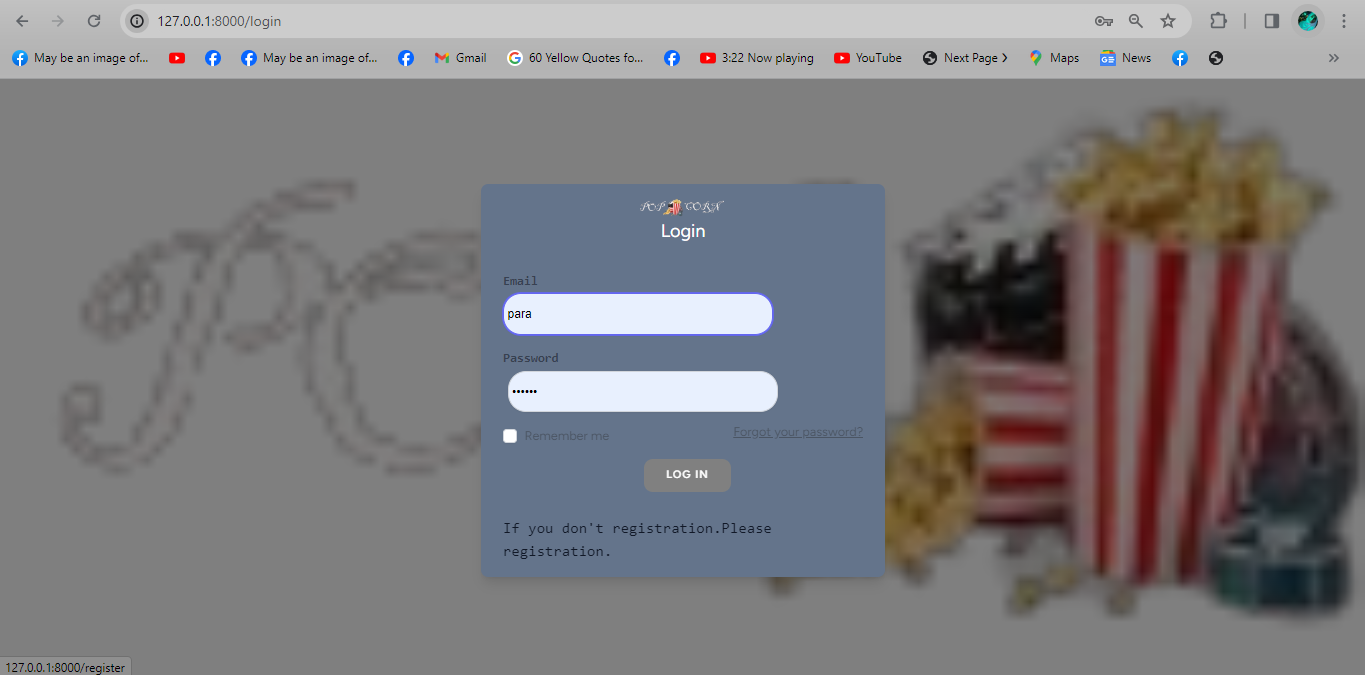 127.0.0.1:8000/login
May be an image of... May be an image of... Gmail 60 Yellow Quotes fo... 3:22 Now playing YouTube Next Page Maps News
POP CORN
Login
Email
para
Password
Remember me Forgot your password?
LOG IN
If you don't registration.Please
registration.
127.0.0.1:8000/register